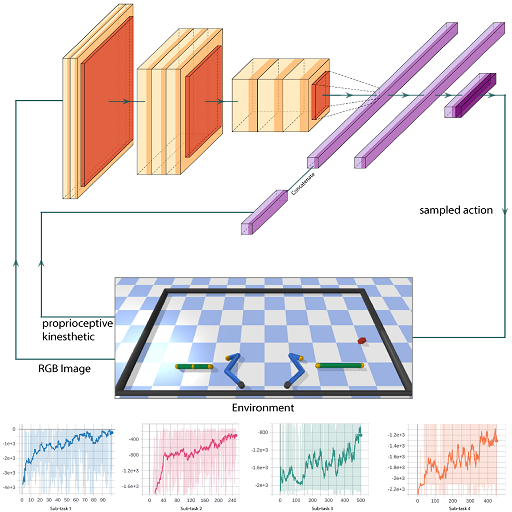 Concatenate
sampled action
proprioceptive
kinesthetic
RGB Image
Environment
0
-1e+3
-2e+3
-3e+3
-4e+3
0 10 20 30 40 50 60 70 80 90
Sub-task 1
-400
-800
-1.2e+3
-1.6e+3
0 40 80 120 160 200 240
Sub-task 2
-800
-1.2e+3
-1.6e+3
-2e+3
0 100 200 300 400 500
Sub-task 3
-1.2e+3
-1.4e+3
-1.6e+3
-1.8e+3
-2e+3
-2.2e+3
0 100 200 300 400
Sub-task 4